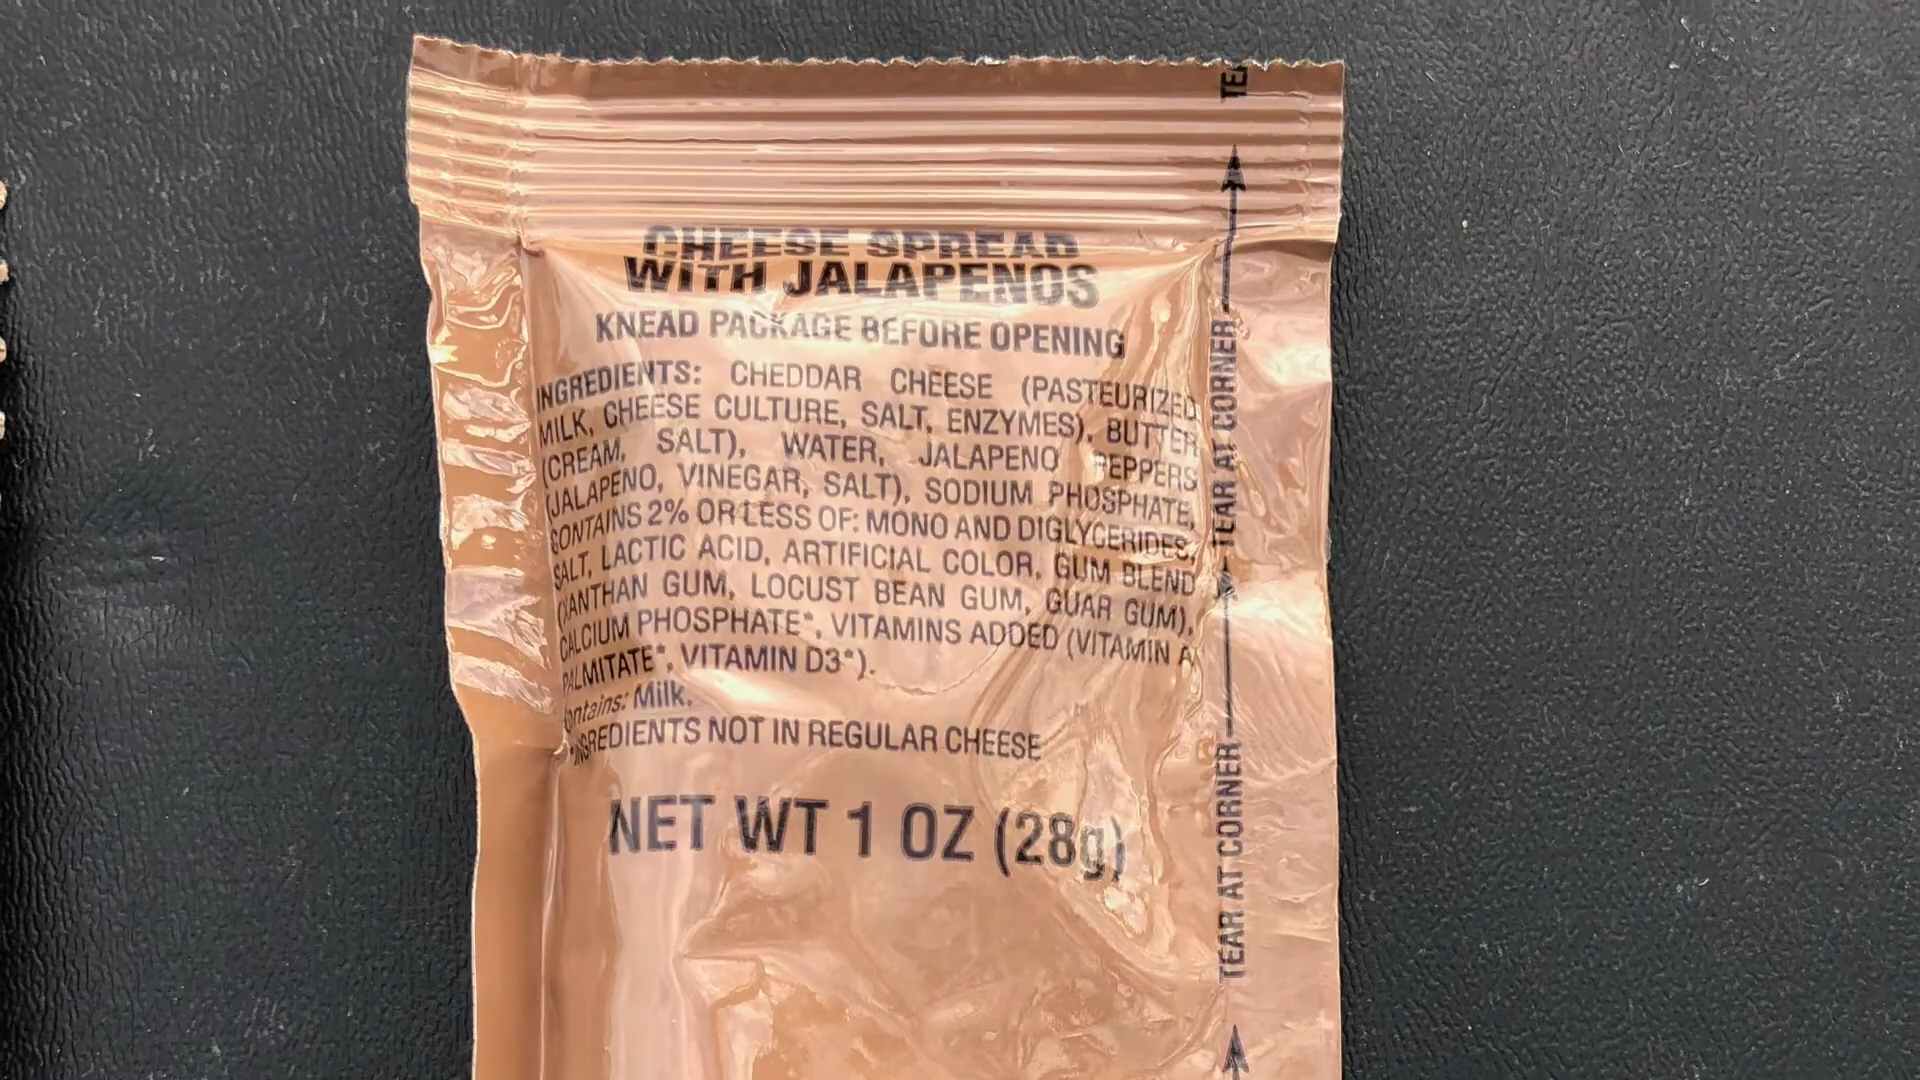 CHEESE SPREAD
WITH JALAPENOS
KNEAD PACKAGE BEFORE OPENING
INGREDIENTS: CHEDDAR CHEESE (PASTEURIZED
MILK, CHEESE CULTURE, SALT, ENZYMES), BUTTER
(CREAM, SALT), WATER, JALAPENO PEPPERS
(JALAPENO, VINEGAR, SALT), SODIUM PHOSPHATE,
CONTAINS 2% OR LESS OF: MONO AND DIGLYCERIDES,
SALT, LACTIC ACID, ARTIFICIAL COLOR, GUM BLEND
(XANTHAN GUM, LOCUST BEAN GUM, GUAR GUM),
CALCIUM PHOSPHATE*, VITAMINS ADDED (VITAMIN A
PALMITATE*, VITAMIN D3*).
Contains: Milk.
*INGREDIENTS NOT IN REGULAR CHEESE
NET WT 1 OZ (28g)
TEAR AT CORNER
TEAR AT CORNER